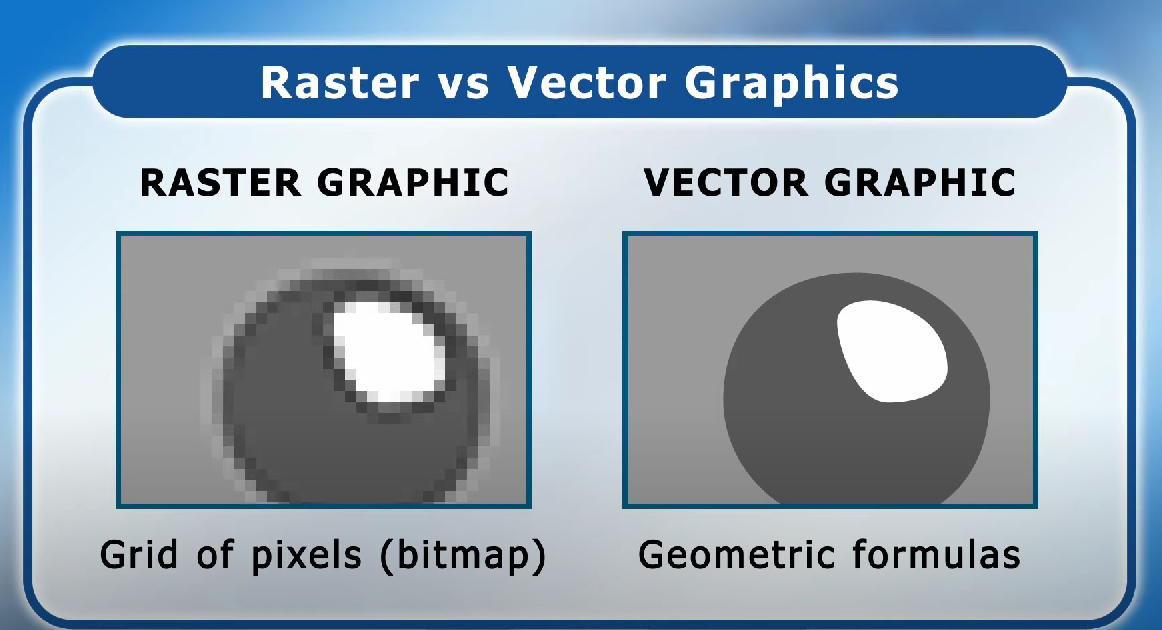 Raster vs Vector Graphics
RASTER GRAPHIC
VECTOR GRAPHIC
Grid of pixels (bitmap)
Geometric formulas